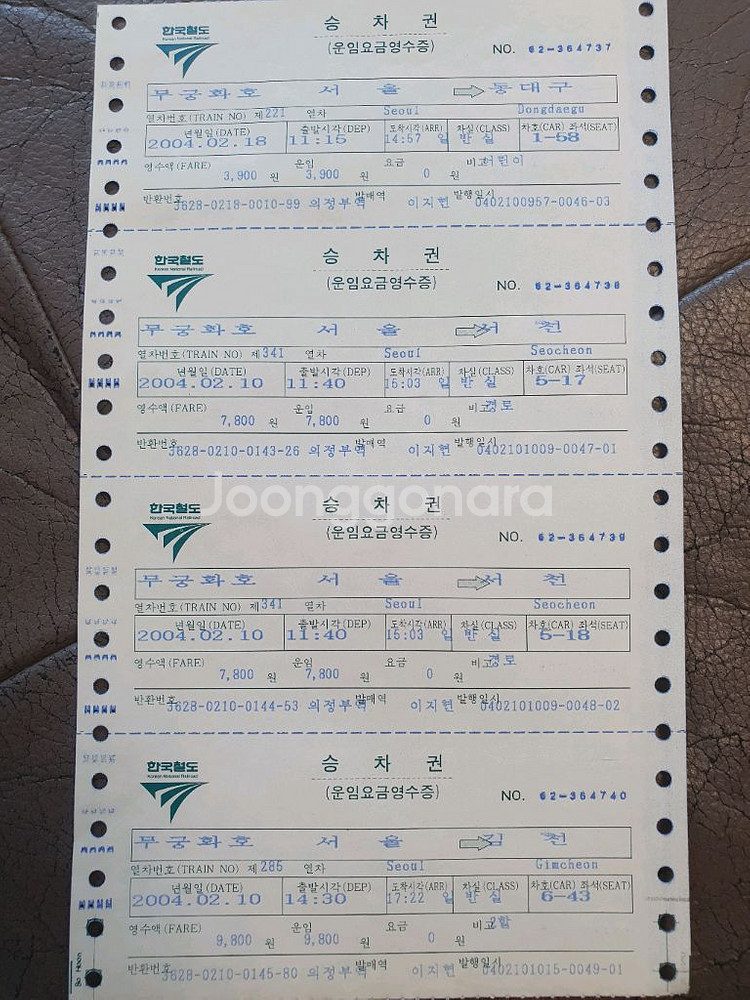 한국철도
승 차 권
(운임요금영수증)
NO. 62-364737
무궁화호 서 울 동대구
열차번호(TRAIN NO) 제221 열차 Seoul Dongdaegu
년월일(DATE) 출발시각(DEP) 도착시각(ARR) 차실(CLASS) 차호(CAR) 좌석(SEAT)
2004.02.18 11:15 14:57 일 반 실 1-58
영수액(FARE) 운임 요금 비고 어린이
3,900 원 3,900 원 0 원
반환번호 발매역 발행일시
3628-0218-0010-99 의정부역 이지현 0402100957-0046-03
한국철도
Korean National Railroad
승 차 권
(운임요금영수증)
NO. 62-364738
무궁화호 서 울 서 천
열차번호(TRAIN NO) 제341 열차 Seoul Seocheon
년월일(DATE) 출발시각(DEP) 도착시각(ARR) 차실(CLASS) 차호(CAR) 좌석(SEAT)
2004.02.10 11:40 15:03 일 반 실 5-17
영수액(FARE) 운임 요금 비고 경로
7,800 원 7,800 원 0 원
반환번호 발매역 발행일시
3628-0210-0143-26 의정부역 이지현 0402101009-0047-01
Joonggonara
한국철도
Korean National Railroad
승 차 권
(운임요금영수증)
NO. 62-364739
무궁화호 서 울 서 천
열차번호(TRAIN NO) 제341 열차 Seoul Seocheon
년월일(DATE) 출발시각(DEP) 도착시각(ARR) 차실(CLASS) 차호(CAR) 좌석(SEAT)
2004.02.10 11:40 15:03 일 반 실 5-18
영수액(FARE) 운임 요금 비고 경로
7,800 원 7,800 원 0 원
반환번호 발매역 발행일시
3628-0210-0144-53 의정부역 이지현 0402101009-0048-02
한국철도
Korean National Railroad
승 차 권
(운임요금영수증)
NO. 62-364740
무궁화호 서 울 김 천
열차번호(TRAIN NO) 제285 열차 Seoul Gimcheon
년월일(DATE) 출발시각(DEP) 도착시각(ARR) 차실(CLASS) 차호(CAR) 좌석(SEAT)
2004.02.10 14:30 17:22 일 반 실 6-43
영수액(FARE) 운임 요금 비고
9,800 원 9,800 원 0 원
반환번호 발매역 발행일시
3628-0210-0145-80 의정부역 이지현 0402101015-0049-01